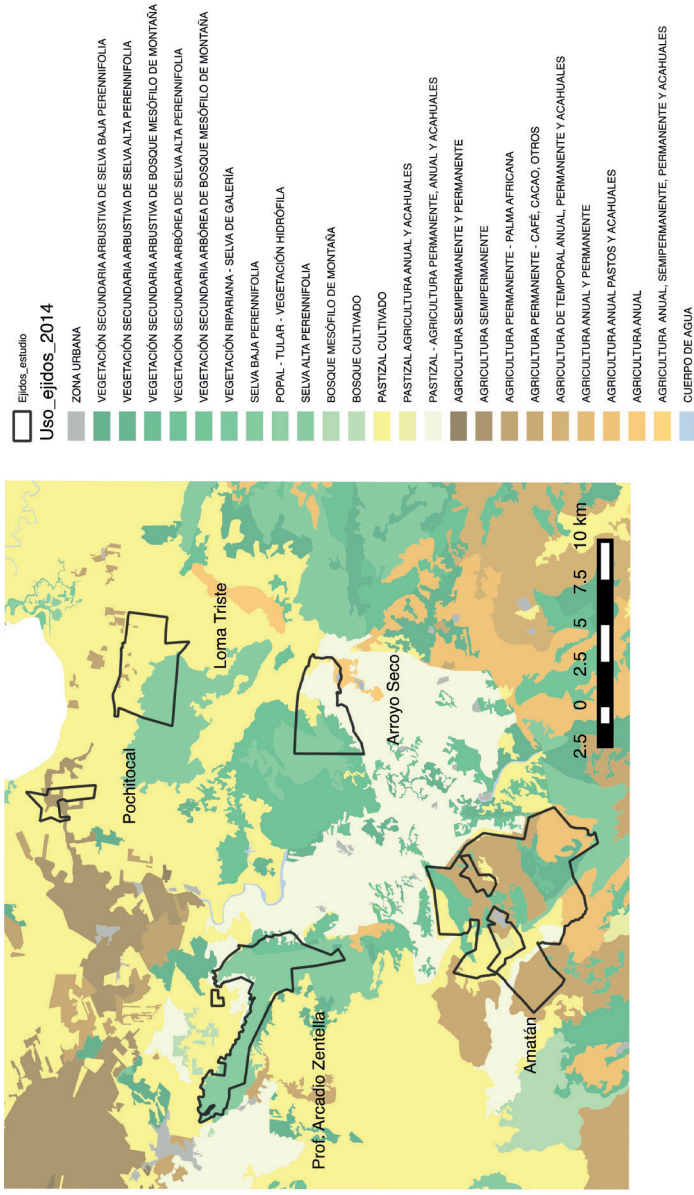 Ejidos_estudio
Uso_ejidos_2014
ZONA URBANA
VEGETACIÓN SECUNDARIA ARBUSTIVA DE SELVA BAJA PERENNIFOLIA
VEGETACIÓN SECUNDARIA ARBUSTIVA DE SELVA ALTA PERENNIFOLIA
VEGETACIÓN SECUNDARIA ARBUSTIVA DE BOSQUE MESÓFILO DE MONTAÑA
VEGETACIÓN SECUNDARIA ARBÓREA DE SELVA ALTA PERENNIFOLIA
VEGETACIÓN SECUNDARIA ARBÓREA DE BOSQUE MESÓFILO DE MONTAÑA
VEGETACIÓN RIPARIANA - SELVA DE GALERÍA
SELVA BAJA PERENNIFOLIA
POPAL - TULAR - VEGETACIÓN HIDRÓFILA
SELVA ALTA PERENNIFOLIA
BOSQUE MESÓFILO DE MONTAÑA
BOSQUE CULTIVADO
PASTIZAL CULTIVADO
PASTIZAL AGRICULTURA ANUAL Y ACAHUALES
PASTIZAL - AGRICULTURA PERMANENTE, ANUAL Y ACAHUALES
AGRICULTURA SEMIPERMANENTE Y PERMANENTE
AGRICULTURA SEMIPERMANENTE
AGRICULTURA PERMANENTE - PALMA AFRICANA
AGRICULTURA PERMANENTE - CAFÉ, CACAO, OTROS
AGRICULTURA DE TEMPORAL ANUAL, PERMANENTE Y ACAHUALES
AGRICULTURA ANUAL Y PERMANENTE
AGRICULTURA ANUAL PASTOS Y ACAHUALES
AGRICULTURA ANUAL
AGRICULTURA ANUAL, SEMIPERMANENTE, PERMANENTE Y ACAHUALES
CUERPO DE AGUA
Pochitocal
Loma Triste
Arroyo Seco
Prof. Arcadio Zentella
Amatán
2.5 0 2.5 5 7.5 10 km